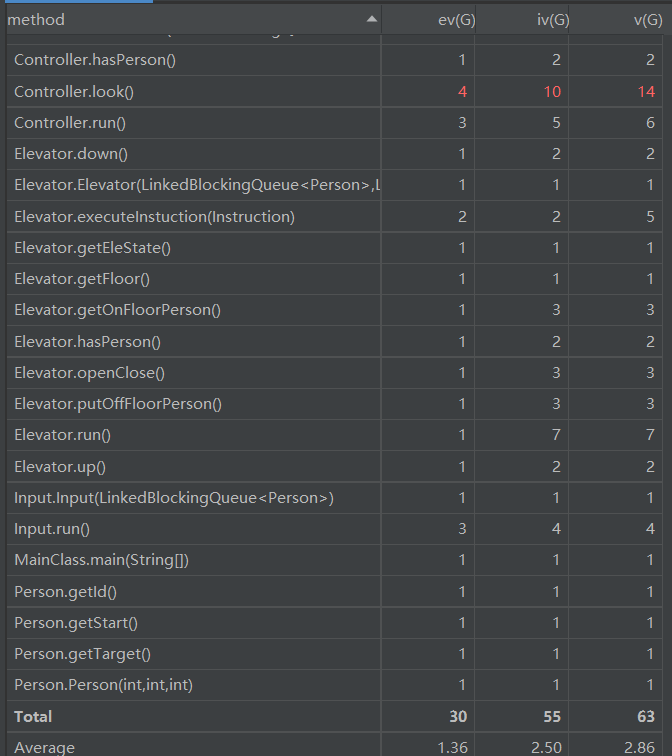 method ev(G) iv(G) v(G)
Controller.hasPerson() 1 2 2
Controller.look() 4 10 14
Controller.run() 3 5 6
Elevator.down() 1 2 2
Elevator.Elevator(LinkedBlockingQueue<Person>,L 1 1 1
Elevator.executeInstuction(Instruction) 2 2 5
Elevator.getEleState() 1 1 1
Elevator.getFloor() 1 1 1
Elevator.getOnFloorPerson() 1 3 3
Elevator.hasPerson() 1 2 2
Elevator.openClose() 1 3 3
Elevator.putOffFloorPerson() 1 3 3
Elevator.run() 1 7 7
Elevator.up() 1 2 2
Input.Input(LinkedBlockingQueue<Person>) 1 1 1
Input.run() 3 4 4
MainClass.main(String[]) 1 1 1
Person.getId() 1 1 1
Person.getStart() 1 1 1
Person.getTarget() 1 1 1
Person.Person(int,int,int) 1 1 1
Total 30 55 63
Average 1.36 2.50 2.86